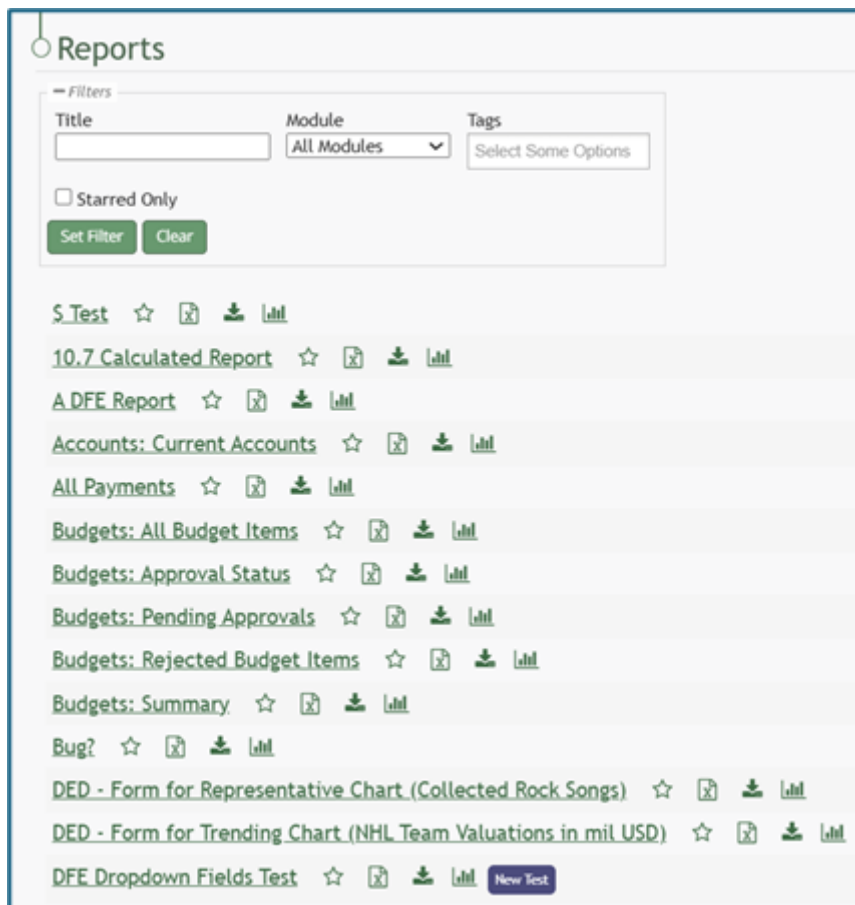 Reports
Filters
Title Module Tags
All Modules Select Some Options
Starred Only
Set Filter Clear
$ Test
10.7 Calculated Report
A DFE Report
Accounts: Current Accounts
All Payments
Budgets: All Budget Items
Budgets: Approval Status
Budgets: Pending Approvals
Budgets: Rejected Budget Items
Budgets: Summary
Bug?
DED - Form for Representative Chart (Collected Rock Songs)
DED - Form for Trending Chart (NHL Team Valuations in mil USD)
DFE Dropdown Fields Test New Test